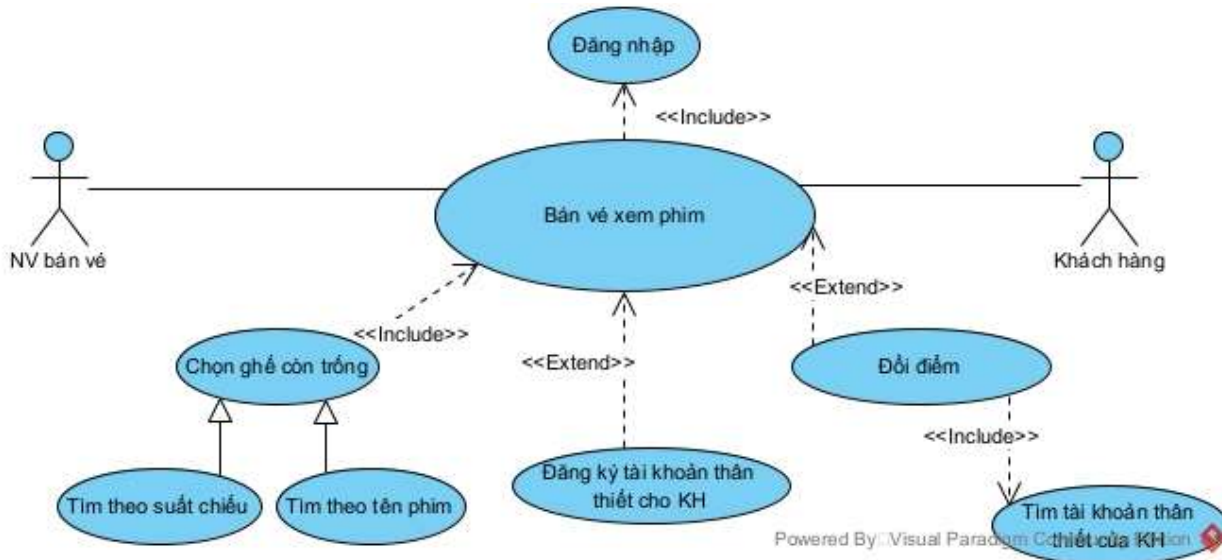 Đăng nhập
<<Include>>
Bán vé xem phim
NV bán vé
Khách hàng
<<Extend>>
<<Include>>
Chọn ghế còn trống
<<Extend>>
Đổi điểm
<<Include>>
Tìm theo suất chiếu
Tìm theo tên phim
Đăng ký tài khoản thân
thiết cho KH
Tìm tài khoản thân
thiết của KH
Powered By Visual Paradigm